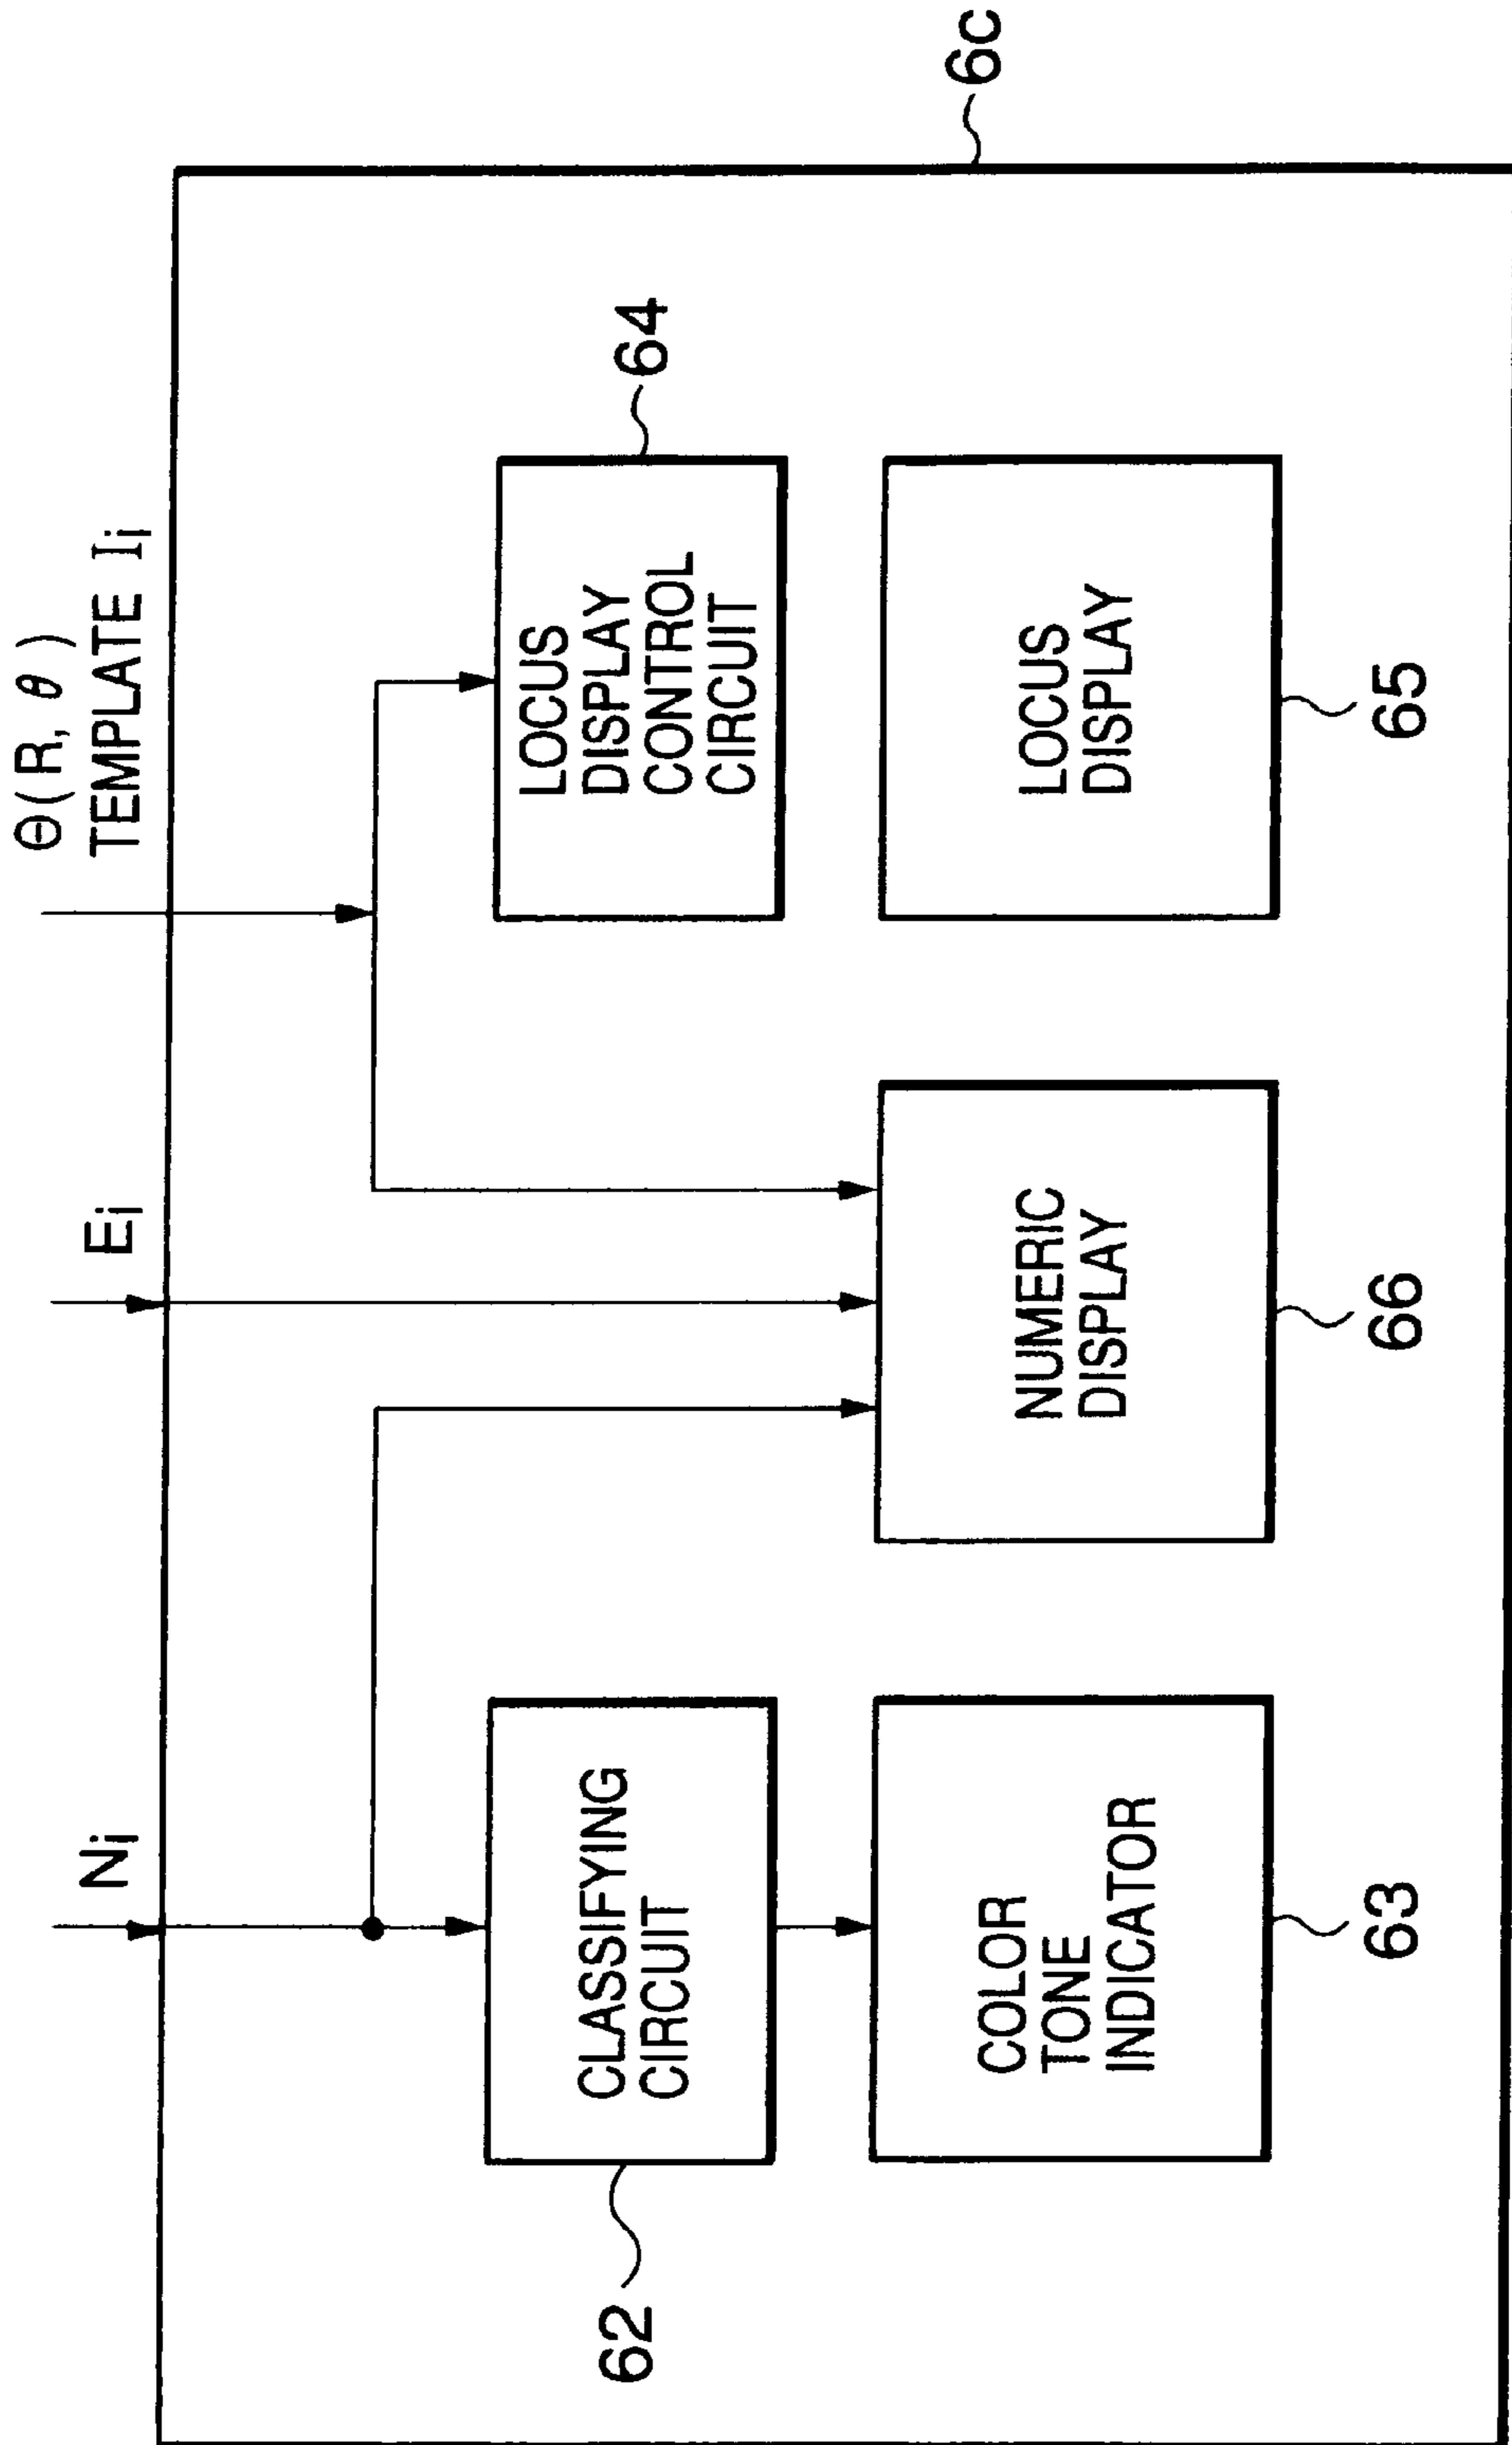 Θ(R, θ)
TEMPLATE Ii
Ei
Ni
6c
64
LOCUS
DISPLAY
CONTROL
CIRCUIT
LOCUS
DISPLAY
65
NUMERIC
DISPLAY
66
CLASSIFYING
CIRCUIT
62
COLOR
TONE
INDICATOR
63